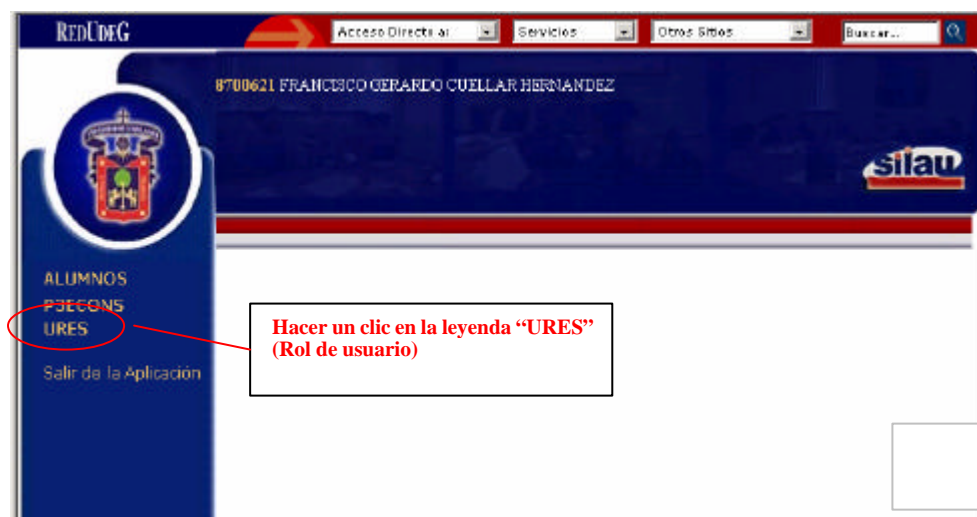 REDUDEG
Acceso Directo a:
Servicios
Otros Sitios
Buscar...
8700621 FRANCISCO GERARDO CUELLAR HERNANDEZ
silau
ALUMNOS
P3ECONS
URES
Salir de la Aplicación
Hacer un clic en la leyenda “URES”
(Rol de usuario)